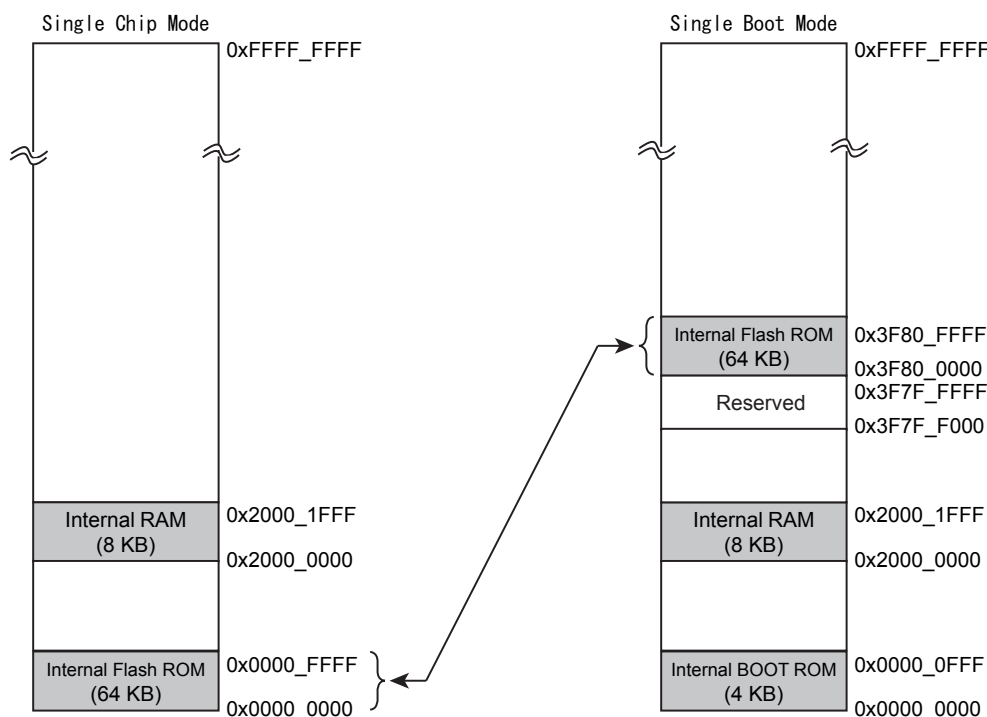 Single Chip Mode
0xFFFF_FFFF
Internal RAM
(8 KB)
0x2000_1FFF
0x2000_0000
Internal Flash ROM
(64 KB)
0x0000_FFFF
0x0000_0000
Single Boot Mode
0xFFFF_FFFF
Internal Flash ROM
(64 KB)
0x3F80_FFFF
0x3F80_0000
Reserved
0x3F7F_FFFF
0x3F7F_F000
Internal RAM
(8 KB)
0x2000_1FFF
0x2000_0000
Internal BOOT ROM
(4 KB)
0x0000_0FFF
0x0000_0000